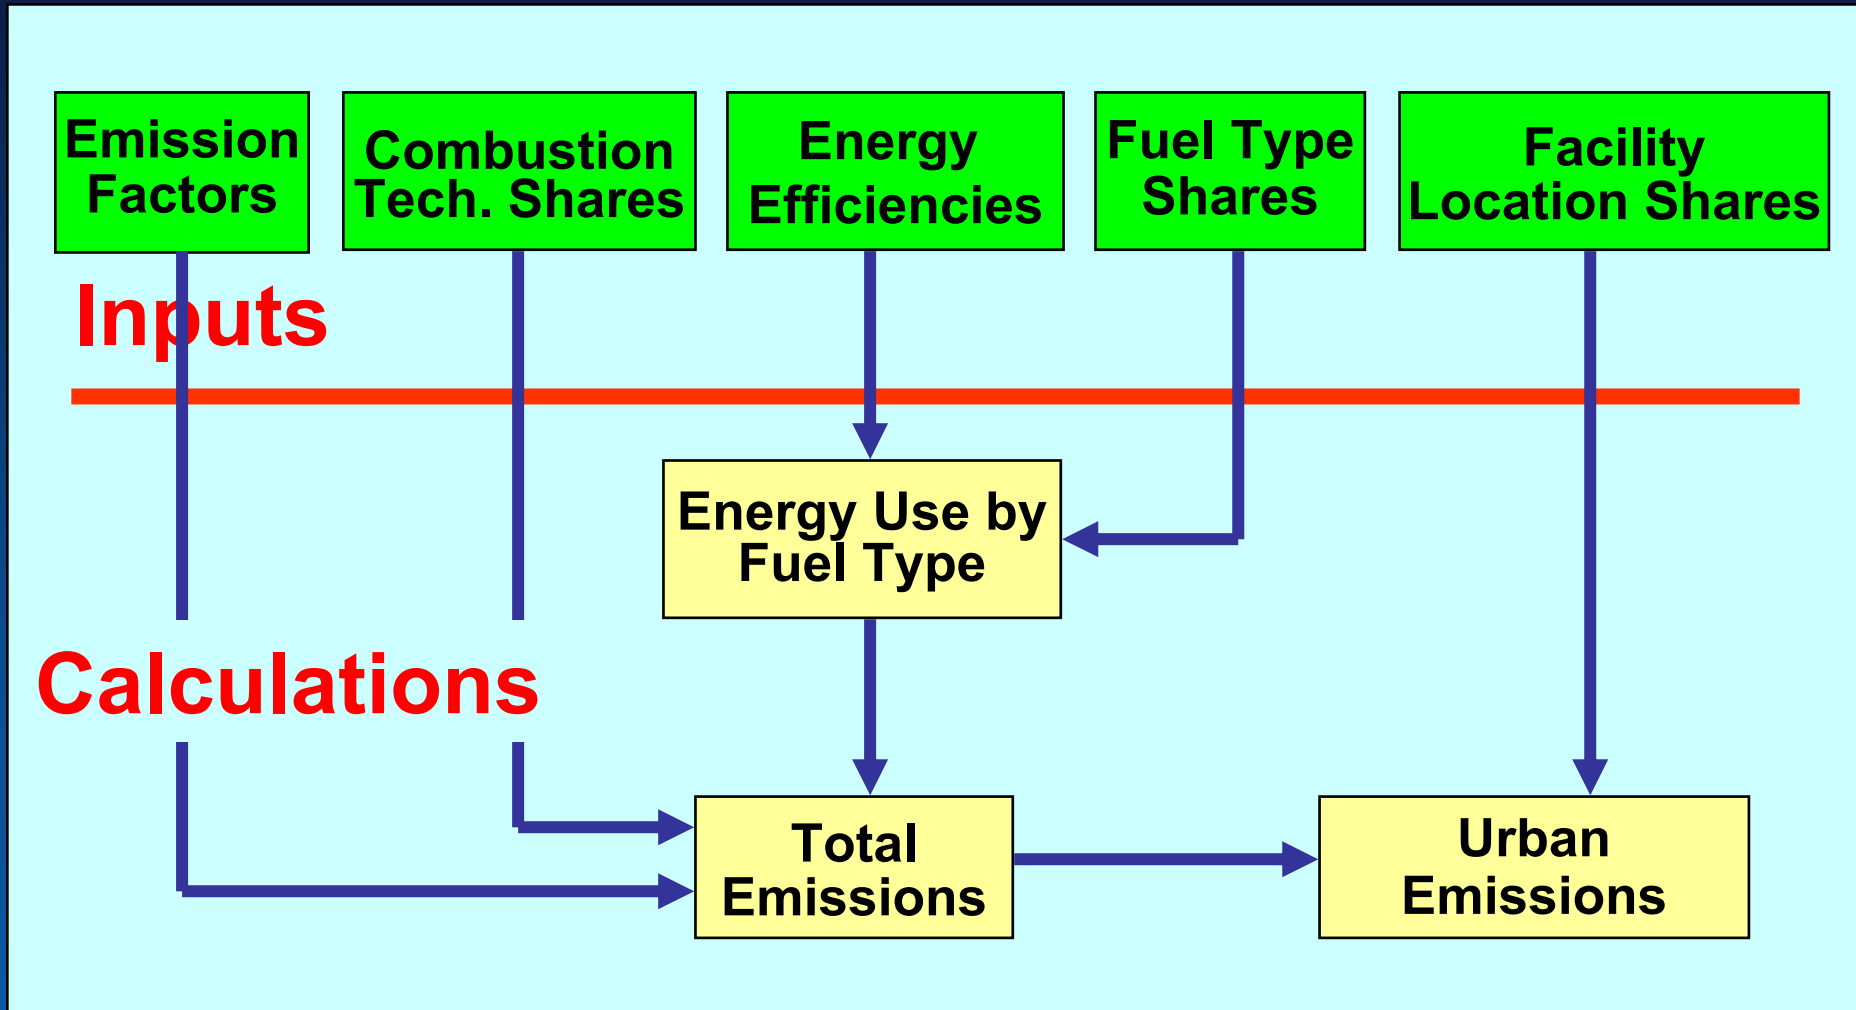 Emission
Factors
Combustion
Tech. Shares
Energy
Efficiencies
Fuel Type
Shares
Facility
Location Shares
Inputs
Energy Use by
Fuel Type
Calculations
Total
Emissions
Urban
Emissions